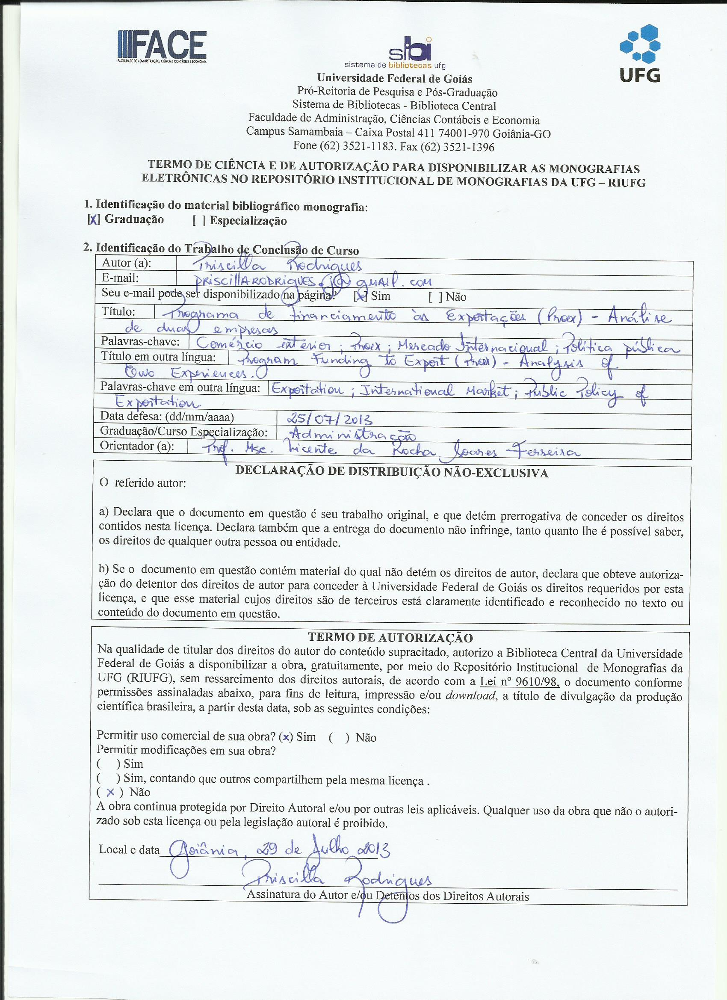 FACE
FACULDADE DE ADMINISTRAÇÃO, CIÊNCIAS CONTÁBEIS E ECONOMIA
sibi
sistema de bibliotecas ufg
UFG
Universidade Federal de Goiás
Pró-Reitoria de Pesquisa e Pós-Graduação
Sistema de Bibliotecas - Biblioteca Central
Faculdade de Administração, Ciências Contábeis e Economia
Campus Samambaia – Caixa Postal 411 74001-970 Goiânia-GO
Fone (62) 3521-1183. Fax (62) 3521-1396
TERMO DE CIÊNCIA E DE AUTORIZAÇÃO PARA DISPONIBILIZAR AS MONOGRAFIAS
ELETRÔNICAS NO REPOSITÓRIO INSTITUCIONAL DE MONOGRAFIAS DA UFG – RIUFG
1. Identificação do material bibliográfico monografia:
[x] Graduação [ ] Especialização
2. Identificação do Trabalho de Conclusão de Curso
Autor (a): Priscilla Rodrigues
E-mail: PRISCILLARODRIGUES.j@gmail.com
Seu e-mail pode ser disponibilizado na página? [x] Sim [ ] Não
Título: Programa de Financiamento às Exportações (Proex) - Análise
de duas empresas
Palavras-chave: Comércio exterior; Proex; Mercado Internacional; Política pública
Título em outra língua: Program Funding to Export (Proex) - Analysis of
Two Experiences.
Palavras-chave em outra língua: Exportation; International Market; Public Policy of
Exportation
Data defesa: (dd/mm/aaaa) 25/07/2013
Graduação/Curso Especialização: Administração
Orientador (a): Prof. Msc. Vicente da Rocha Soares Ferreira
DECLARAÇÃO DE DISTRIBUIÇÃO NÃO-EXCLUSIVA
O referido autor:
a) Declara que o documento em questão é seu trabalho original, e que detém prerrogativa de conceder os direitos
contidos nesta licença. Declara também que a entrega do documento não infringe, tanto quanto lhe é possível saber,
os direitos de qualquer outra pessoa ou entidade.
b) Se o documento em questão contém material do qual não detém os direitos de autor, declara que obteve autoriza-
ção do detentor dos direitos de autor para conceder à Universidade Federal de Goiás os direitos requeridos por esta
licença, e que esse material cujos direitos são de terceiros está claramente identificado e reconhecido no texto ou
conteúdo do documento em questão.
TERMO DE AUTORIZAÇÃO
Na qualidade de titular dos direitos do autor do conteúdo supracitado, autorizo a Biblioteca Central da Universidade
Federal de Goiás a disponibilizar a obra, gratuitamente, por meio do Repositório Institucional de Monografias da
UFG (RIUFG), sem ressarcimento dos direitos autorais, de acordo com a Lei nº 9610/98, o documento conforme
permissões assinaladas abaixo, para fins de leitura, impressão e/ou download, a título de divulgação da produção
científica brasileira, a partir desta data, sob as seguintes condições:
Permitir uso comercial de sua obra? (x) Sim ( ) Não
Permitir modificações em sua obra?
( ) Sim
( ) Sim, contando que outros compartilhem pela mesma licença .
( x ) Não
A obra continua protegida por Direito Autoral e/ou por outras leis aplicáveis. Qualquer uso da obra que não o autori-
zado sob esta licença ou pela legislação autoral é proibido.
Local e data Goiânia, 29 de Julho 2013
Priscilla Rodrigues
Assinatura do Autor e/ou Detentos dos Direitos Autorais